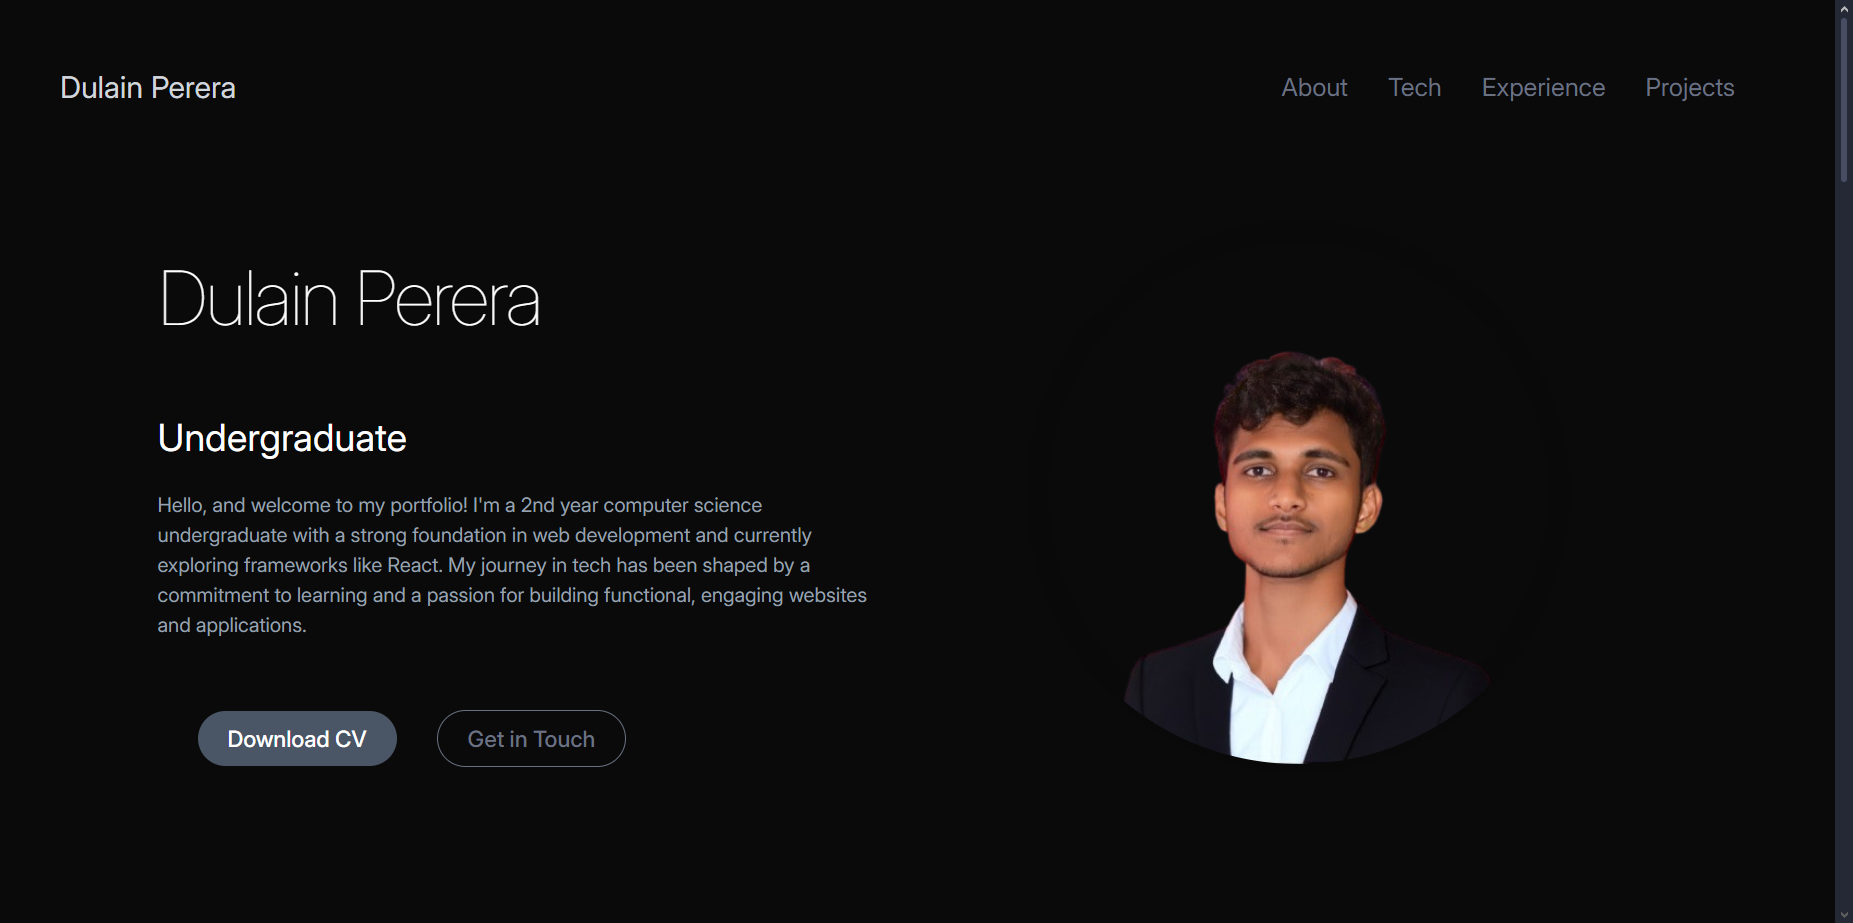 Dulain Perera
About Tech Experience Projects
Dulain Perera
Undergraduate
Hello, and welcome to my portfolio! I'm a 2nd year computer science
undergraduate with a strong foundation in web development and currently
exploring frameworks like React. My journey in tech has been shaped by a
commitment to learning and a passion for building functional, engaging websites
and applications.
Download CV
Get in Touch